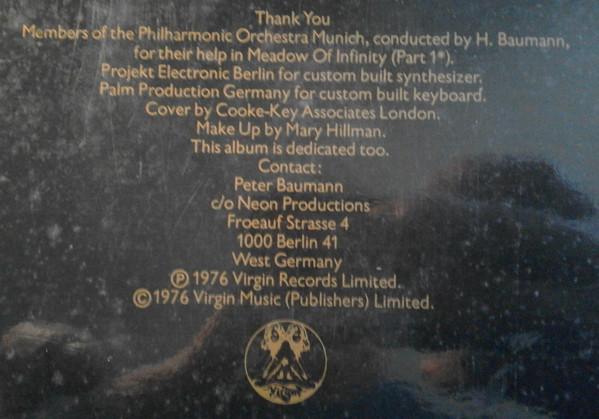 Thank You
Members of the Philharmonic Orchestra Munich, conducted by H. Baumann,
for their help in Meadow Of Infinity (Part 1*).
Projekt Electronic Berlin for custom built synthesizer.
Palm Production Germany for custom built keyboard.
Cover by Cooke-Key Associates London.
Make Up by Mary Hillman.
This album is dedicated too.
Contact:
Peter Baumann
c/o Neon Productions
Froeauf Strasse 4
1000 Berlin 41
West Germany
℗ 1976 Virgin Records Limited.
© 1976 Virgin Music (Publishers) Limited.
Virgin